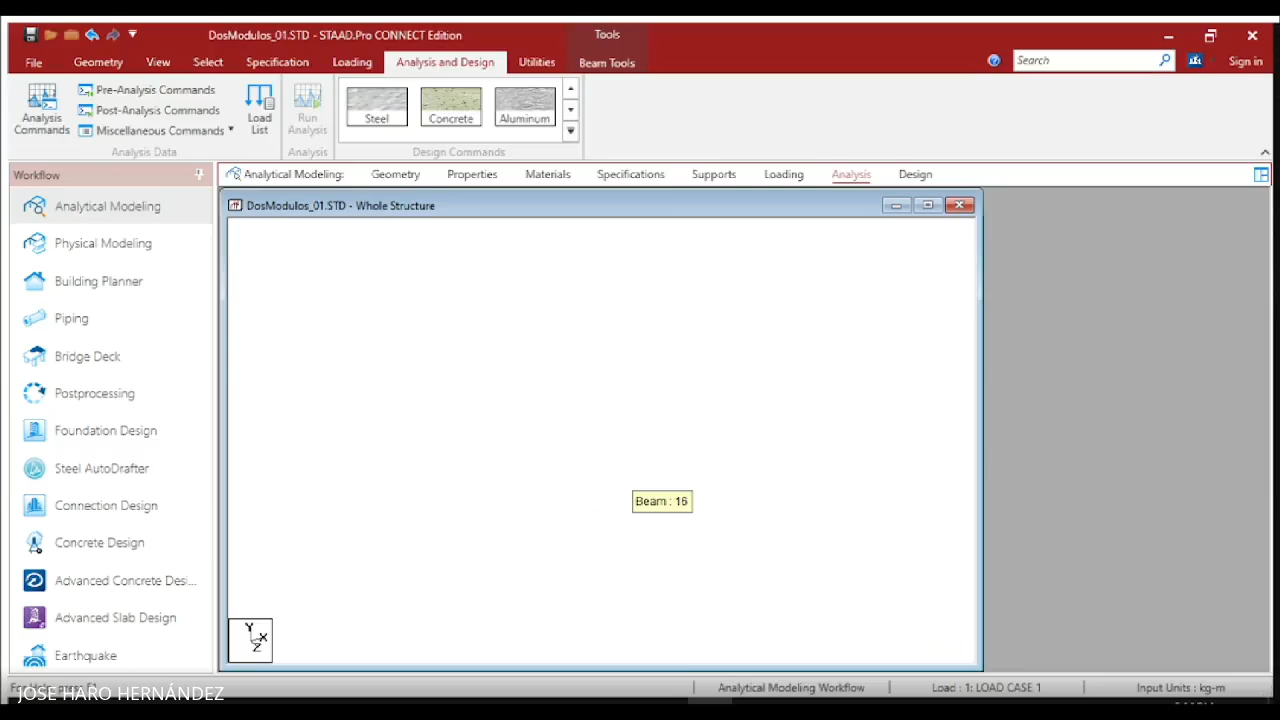 DosModulos_01.STD - STAAD.Pro CONNECT Edition
Tools
File Geometry View Select Specification Loading Analysis and Design Utilities Beam Tools Search Sign in
Analysis Commands
Pre-Analysis Commands
Post-Analysis Commands
Miscellaneous Commands
Load List
Run Analysis
Steel Concrete Aluminum
Analysis Data Analysis Design Commands
Workflow
Analytical Modeling: Geometry Properties Materials Specifications Supports Loading Analysis Design
DosModulos_01.STD - Whole Structure
Analytical Modeling
Physical Modeling
Building Planner
Piping
Bridge Deck
Postprocessing
Foundation Design
Steel AutoDrafter
Connection Design
Concrete Design
Advanced Concrete Desi...
Advanced Slab Design
Earthquake
Beam : 16
Y
X
Z
JOSE HARO HERNÁNDEZ
Analytical Modeling Workflow Load : 1: LOAD CASE 1 Input Units : kg-m